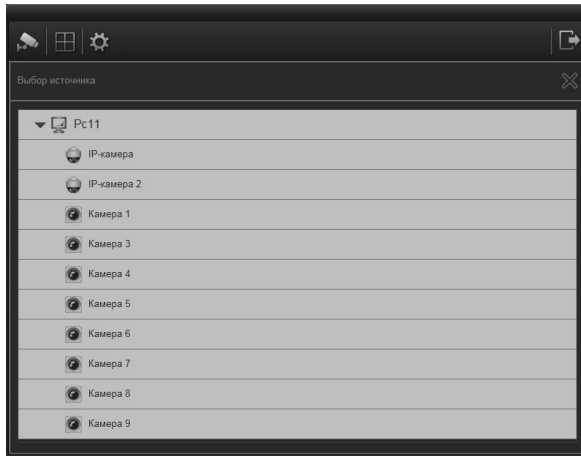 Выбор источника
Pc11
IP-камера
IP-камера 2
Камера 1
Камера 3
Камера 4
Камера 5
Камера 6
Камера 7
Камера 8
Камера 9